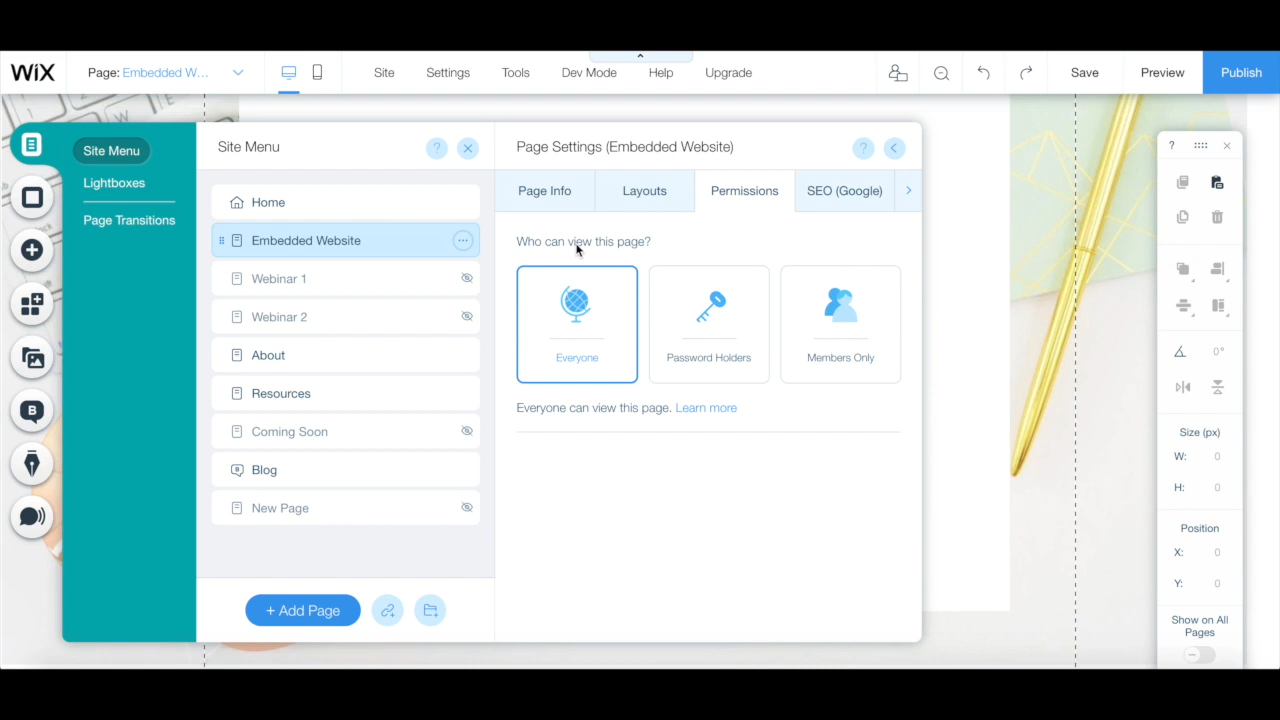 WiX
Page: Embedded W...
Site
Settings
Tools
Dev Mode
Help
Upgrade
Save
Preview
Publish
Site Menu
Lightboxes
Page Transitions
Site Menu
?
Home
Embedded Website
Webinar 1
Webinar 2
About
Resources
Coming Soon
Blog
New Page
+ Add Page
Page Settings (Embedded Website)
?
Page Info
Layouts
Permissions
SEO (Google)
Who can view this page?
Everyone
Password Holders
Members Only
Everyone can view this page. Learn more
?
0°
Size (px)
W: 0
H: 0
Position
X: 0
Y: 0
Show on All
Pages
B